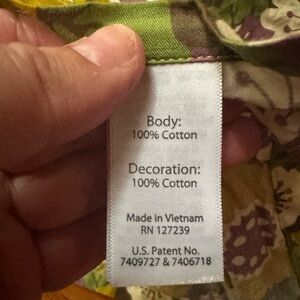 Body:
100% Cotton
Decoration:
100% Cotton
Made in Vietnam
RN 127239
U.S. Patent No.
7409727 & 7406718